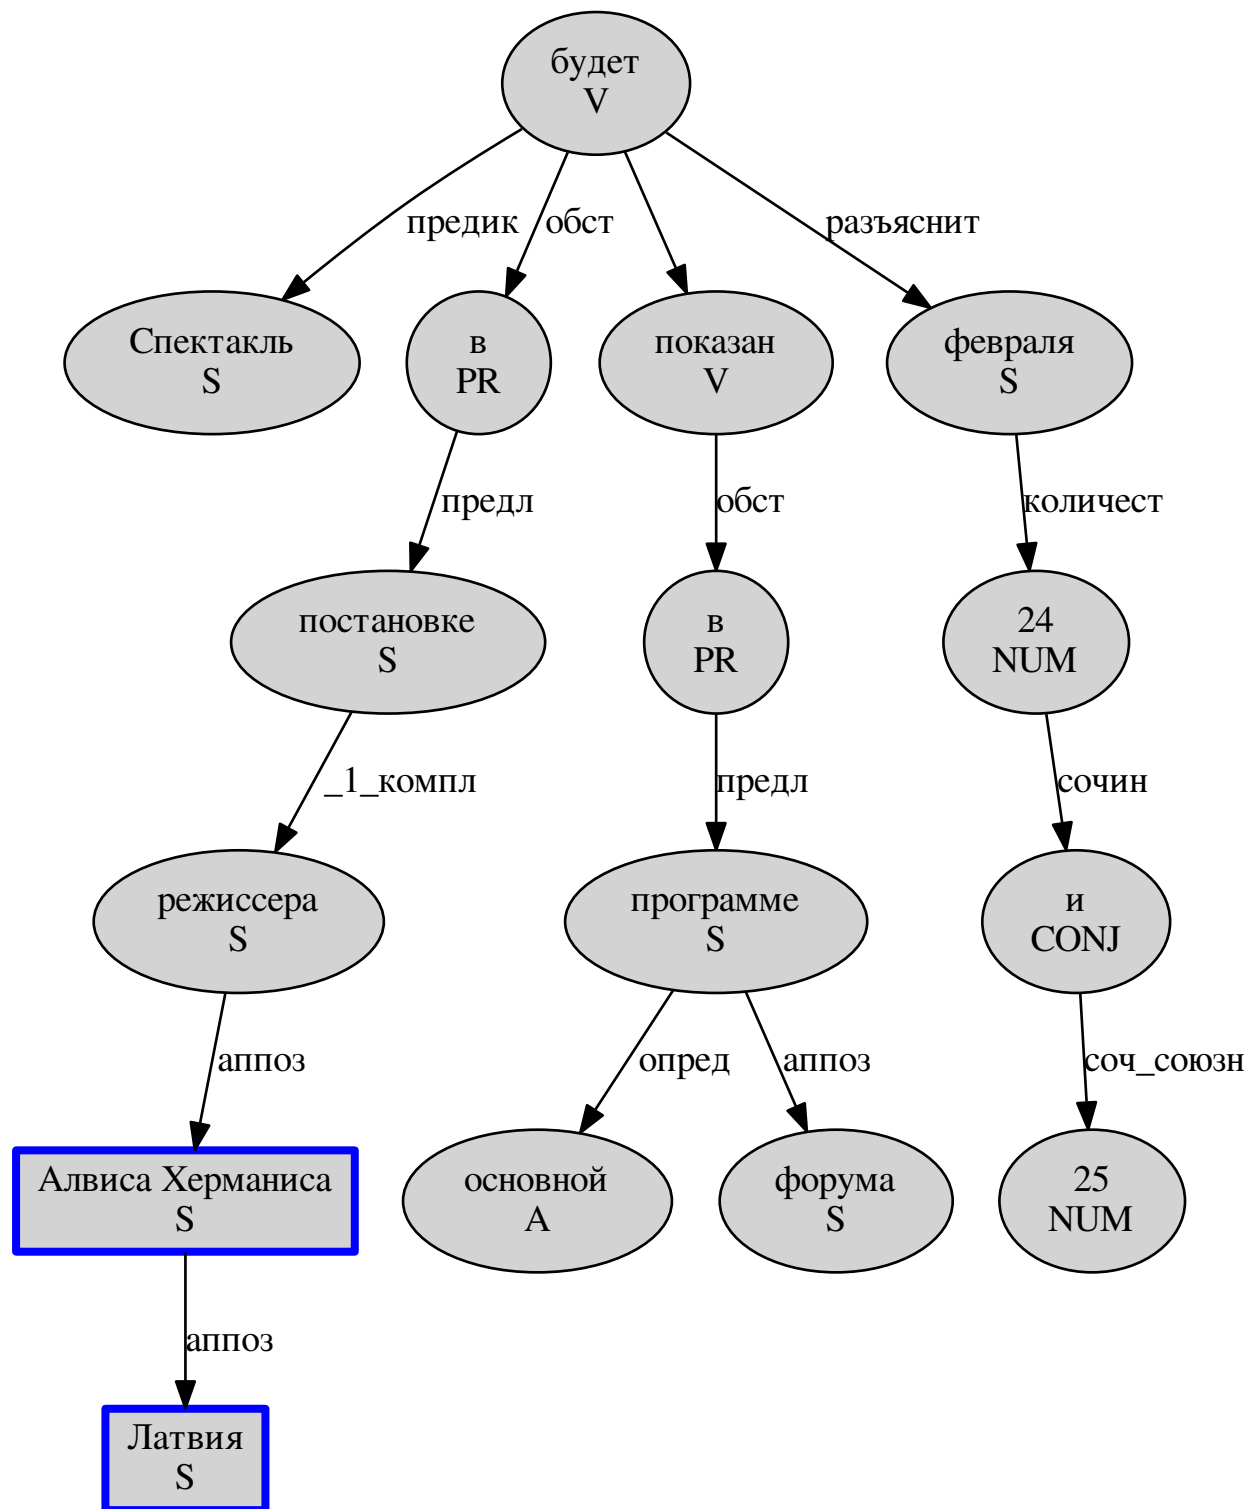 будет
V
предик
обст
разъяснит
Спектакль
S
в
PR
показан
V
февраля
S
предл
обст
количест
постановке
S
в
PR
24
NUM
_1_компл
предл
сочин
режиссера
S
программе
S
и
CONJ
аппоз
опред
аппоз
соч_союзн
Алвиса Херманиса
S
основной
A
форума
S
25
NUM
аппоз
Латвия
S